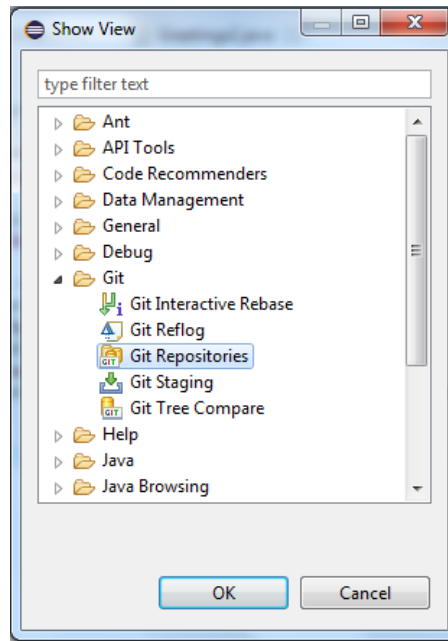 Show View
type filter text
Ant
API Tools
Code Recommenders
Data Management
General
Debug
Git
Git Interactive Rebase
Git Reflog
Git Repositories
Git Staging
Git Tree Compare
Help
Java
Java Browsing
OK
Cancel